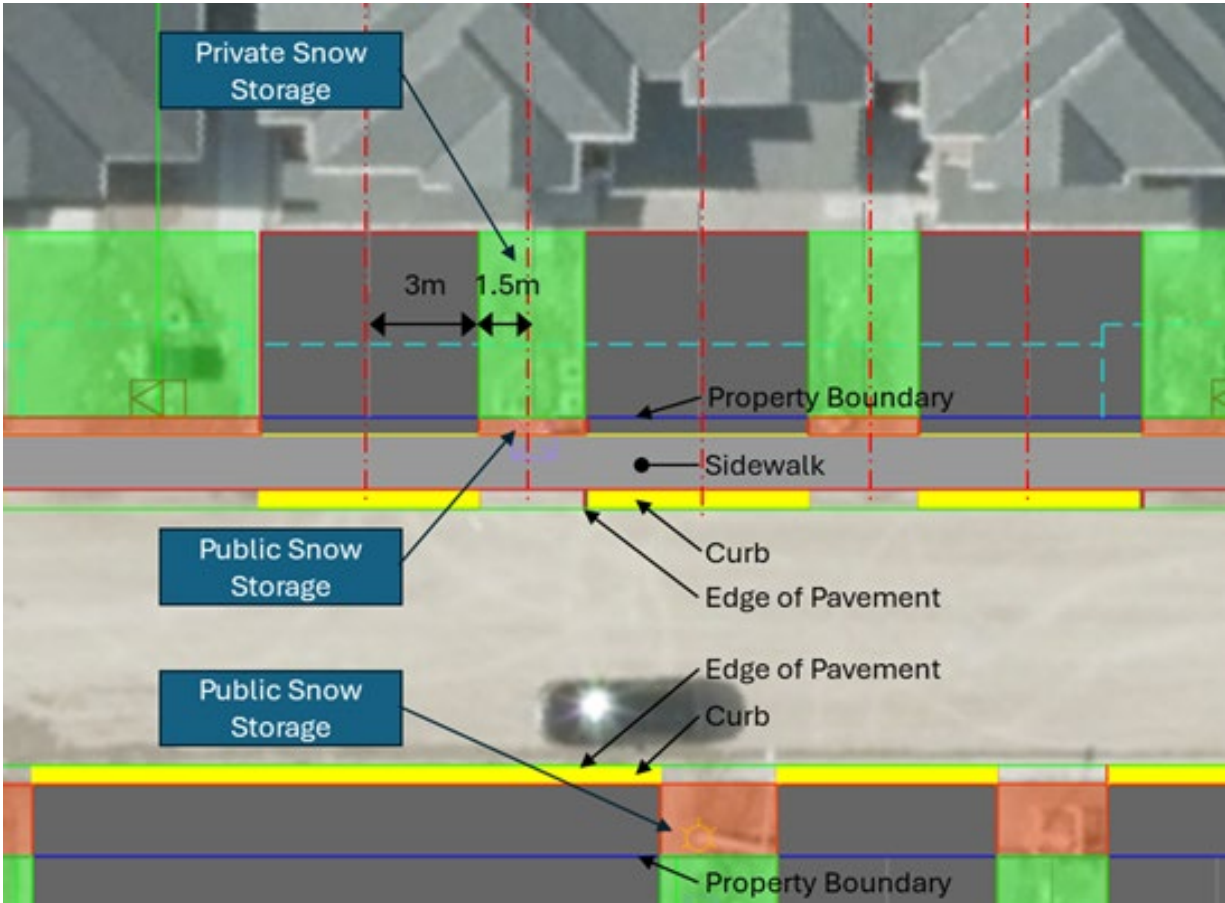 Private Snow
Storage
3m
1.5m
Property Boundary
Sidewalk
Public Snow
Storage
Curb
Edge of Pavement
Edge of Pavement
Public Snow
Storage
Curb
Property Boundary